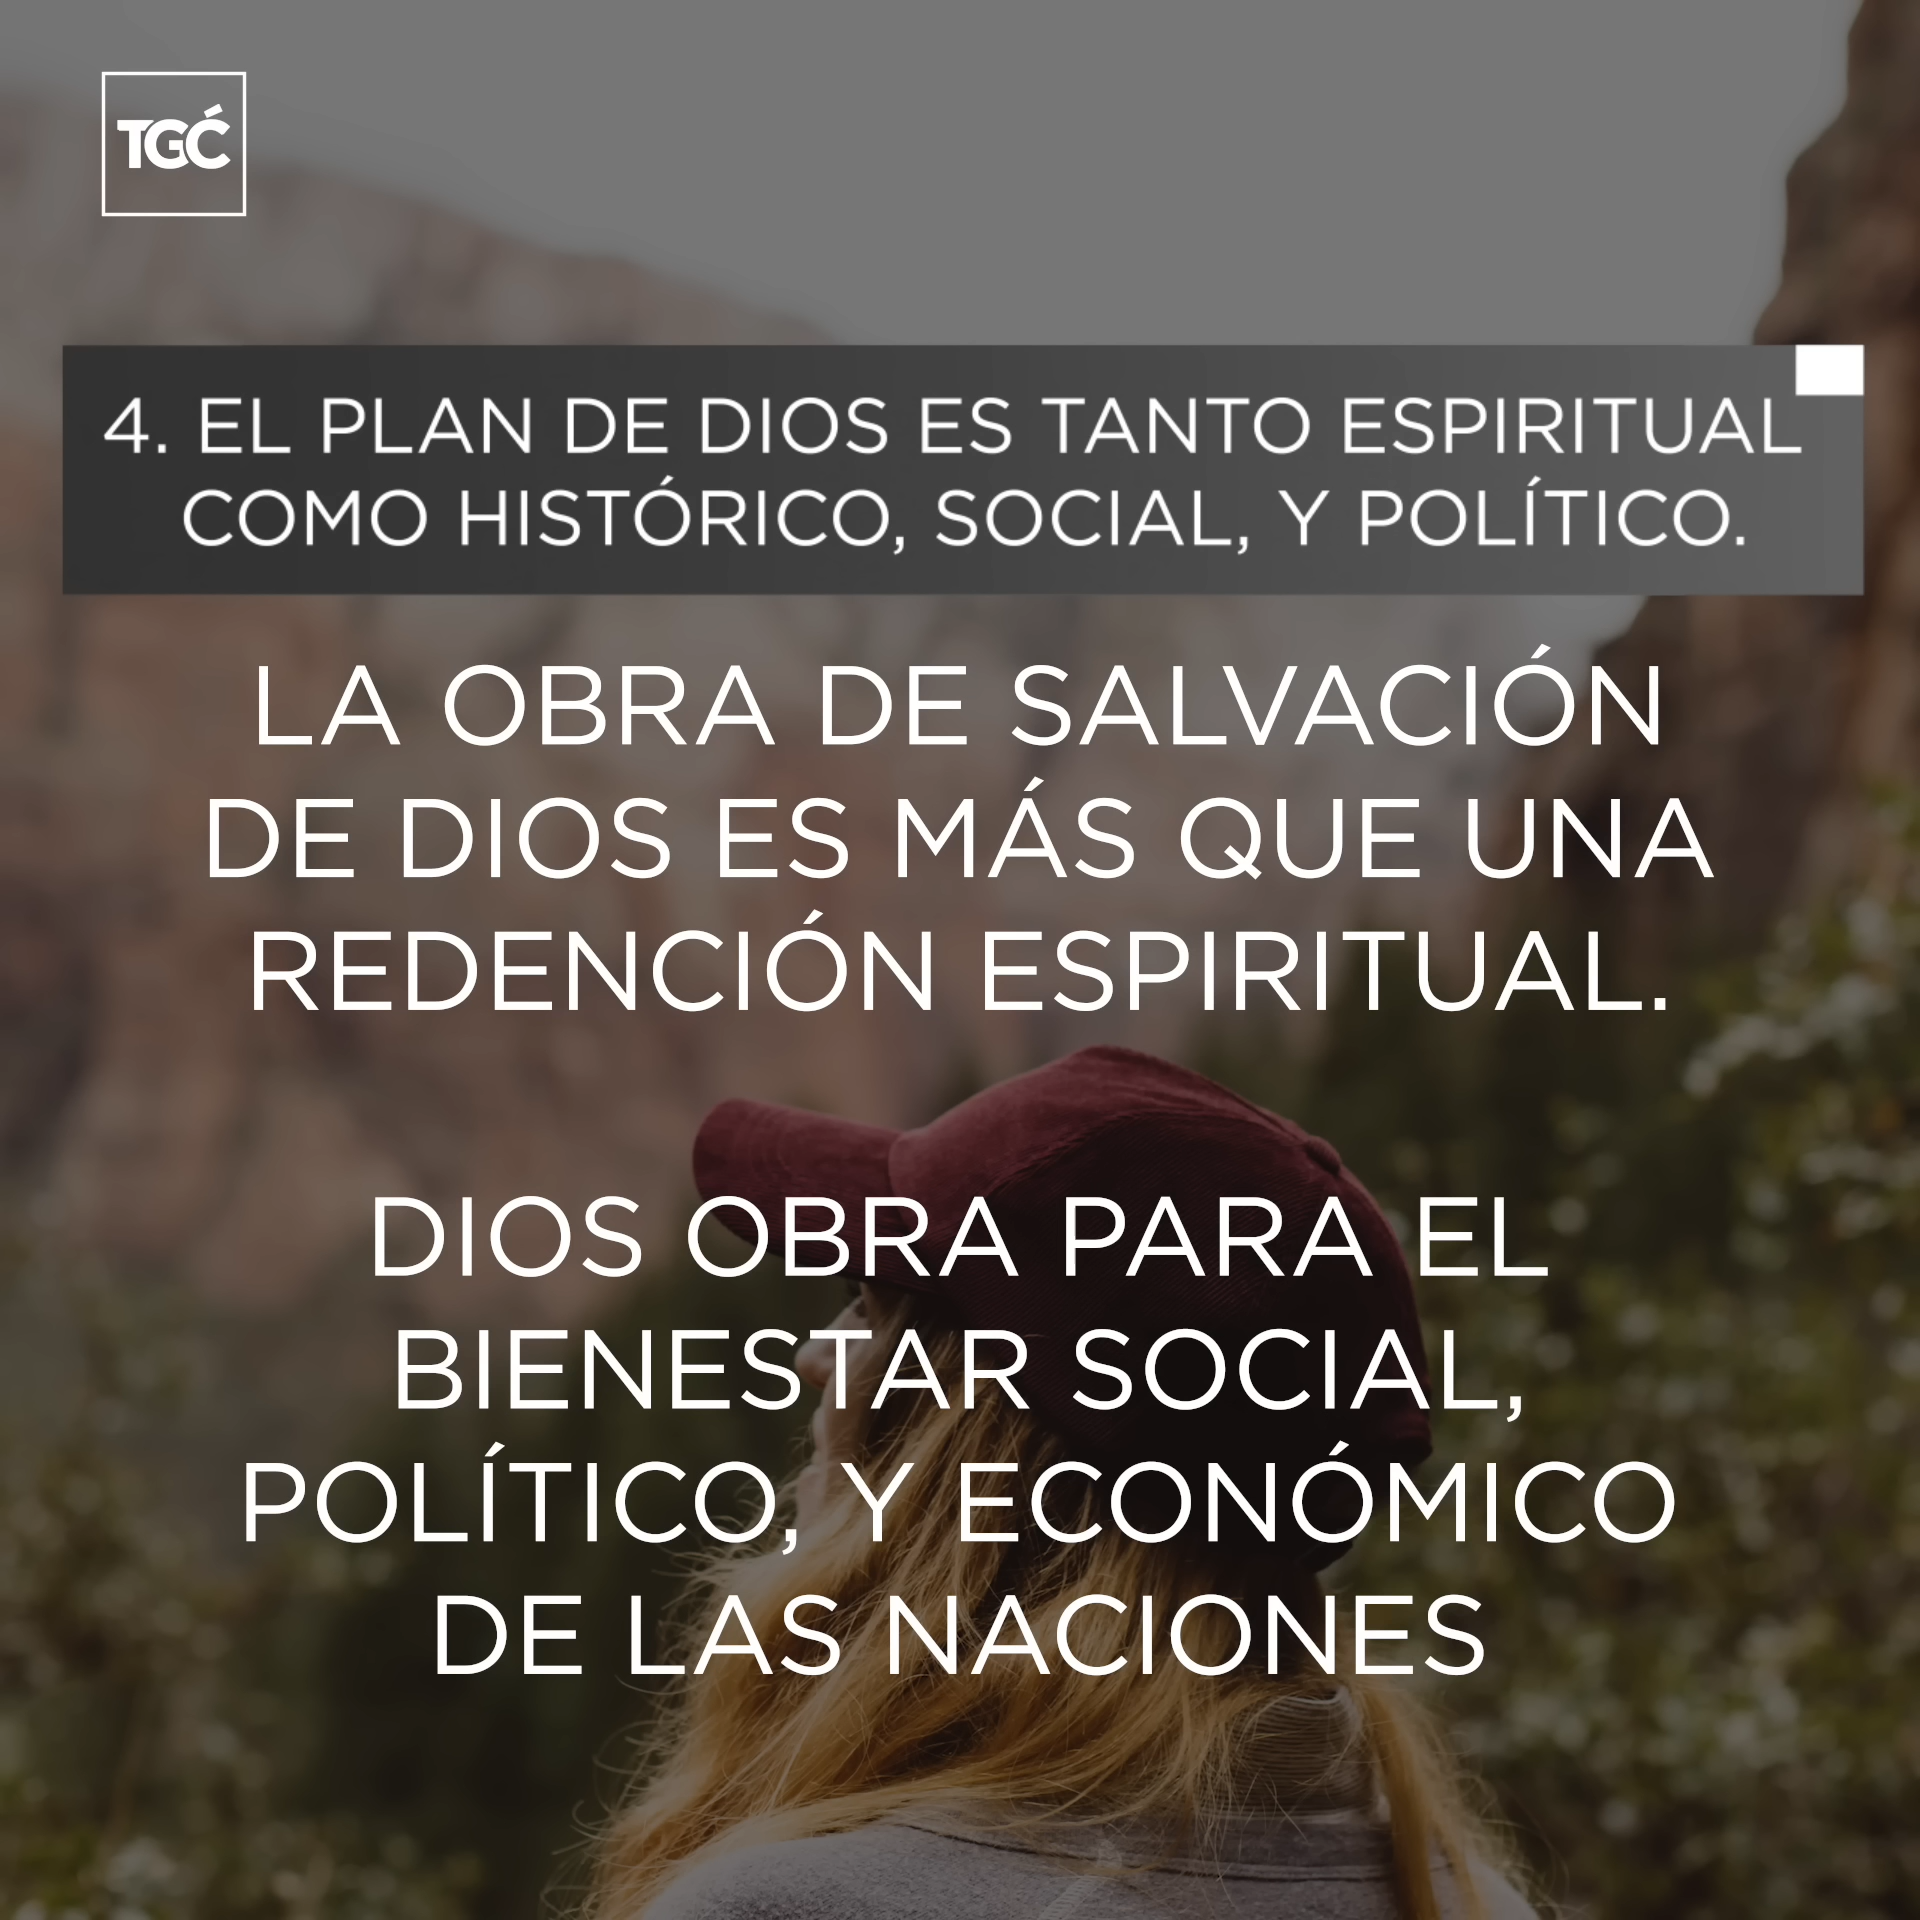 TGĆ
4. EL PLAN DE DIOS ES TANTO ESPIRITUAL
COMO HISTÓRICO, SOCIAL, Y POLÍTICO.
LA OBRA DE SALVACIÓN
DE DIOS ES MÁS QUE UNA
REDENCIÓN ESPIRITUAL.
DIOS OBRA PARA EL
BIENESTAR SOCIAL,
POLÍTICO, Y ECONÓMICO
DE LAS NACIONES